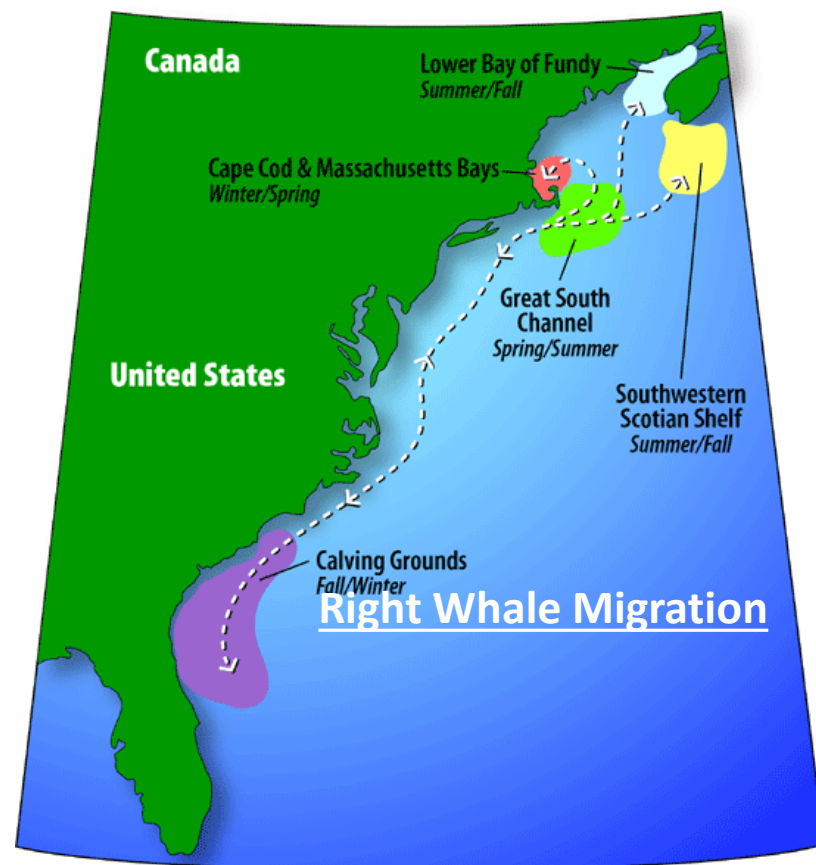 Canada
Lower Bay of Fundy
Summer/Fall
Cape Cod & Massachusetts Bays
Winter/Spring
Great South
Channel
Spring/Summer
United States
Southwestern
Scotian Shelf
Summer/Fall
Calving Grounds
Fall/Winter
Right Whale Migration